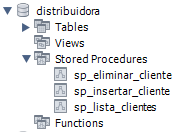 distribuidora
Tables
Views
Stored Procedures
sp_eliminar_cliente
sp_insertar_cliente
sp_lista_clientes
Functions